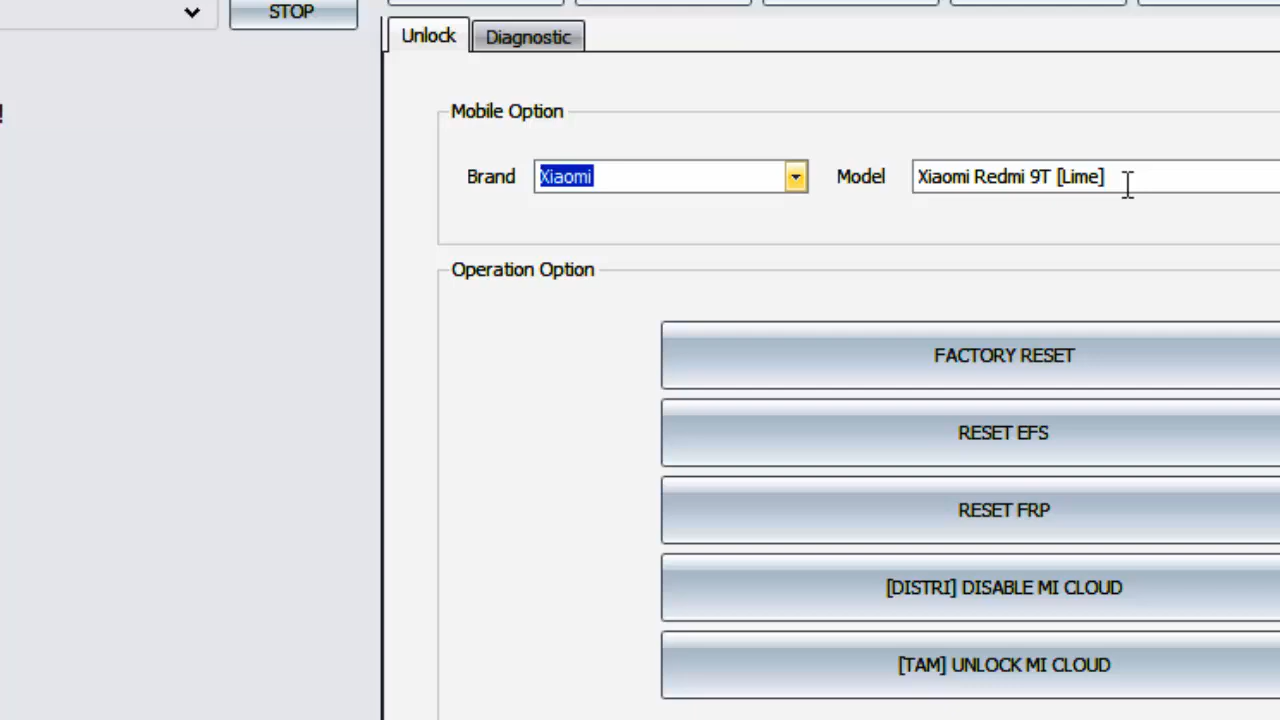 STOP
Unlock Diagnostic
!
Mobile Option
Brand Xiaomi Model Xiaomi Redmi 9T [Lime]
Operation Option
FACTORY RESET
RESET EFS
RESET FRP
[DISTRI] DISABLE MI CLOUD
[TAM] UNLOCK MI CLOUD